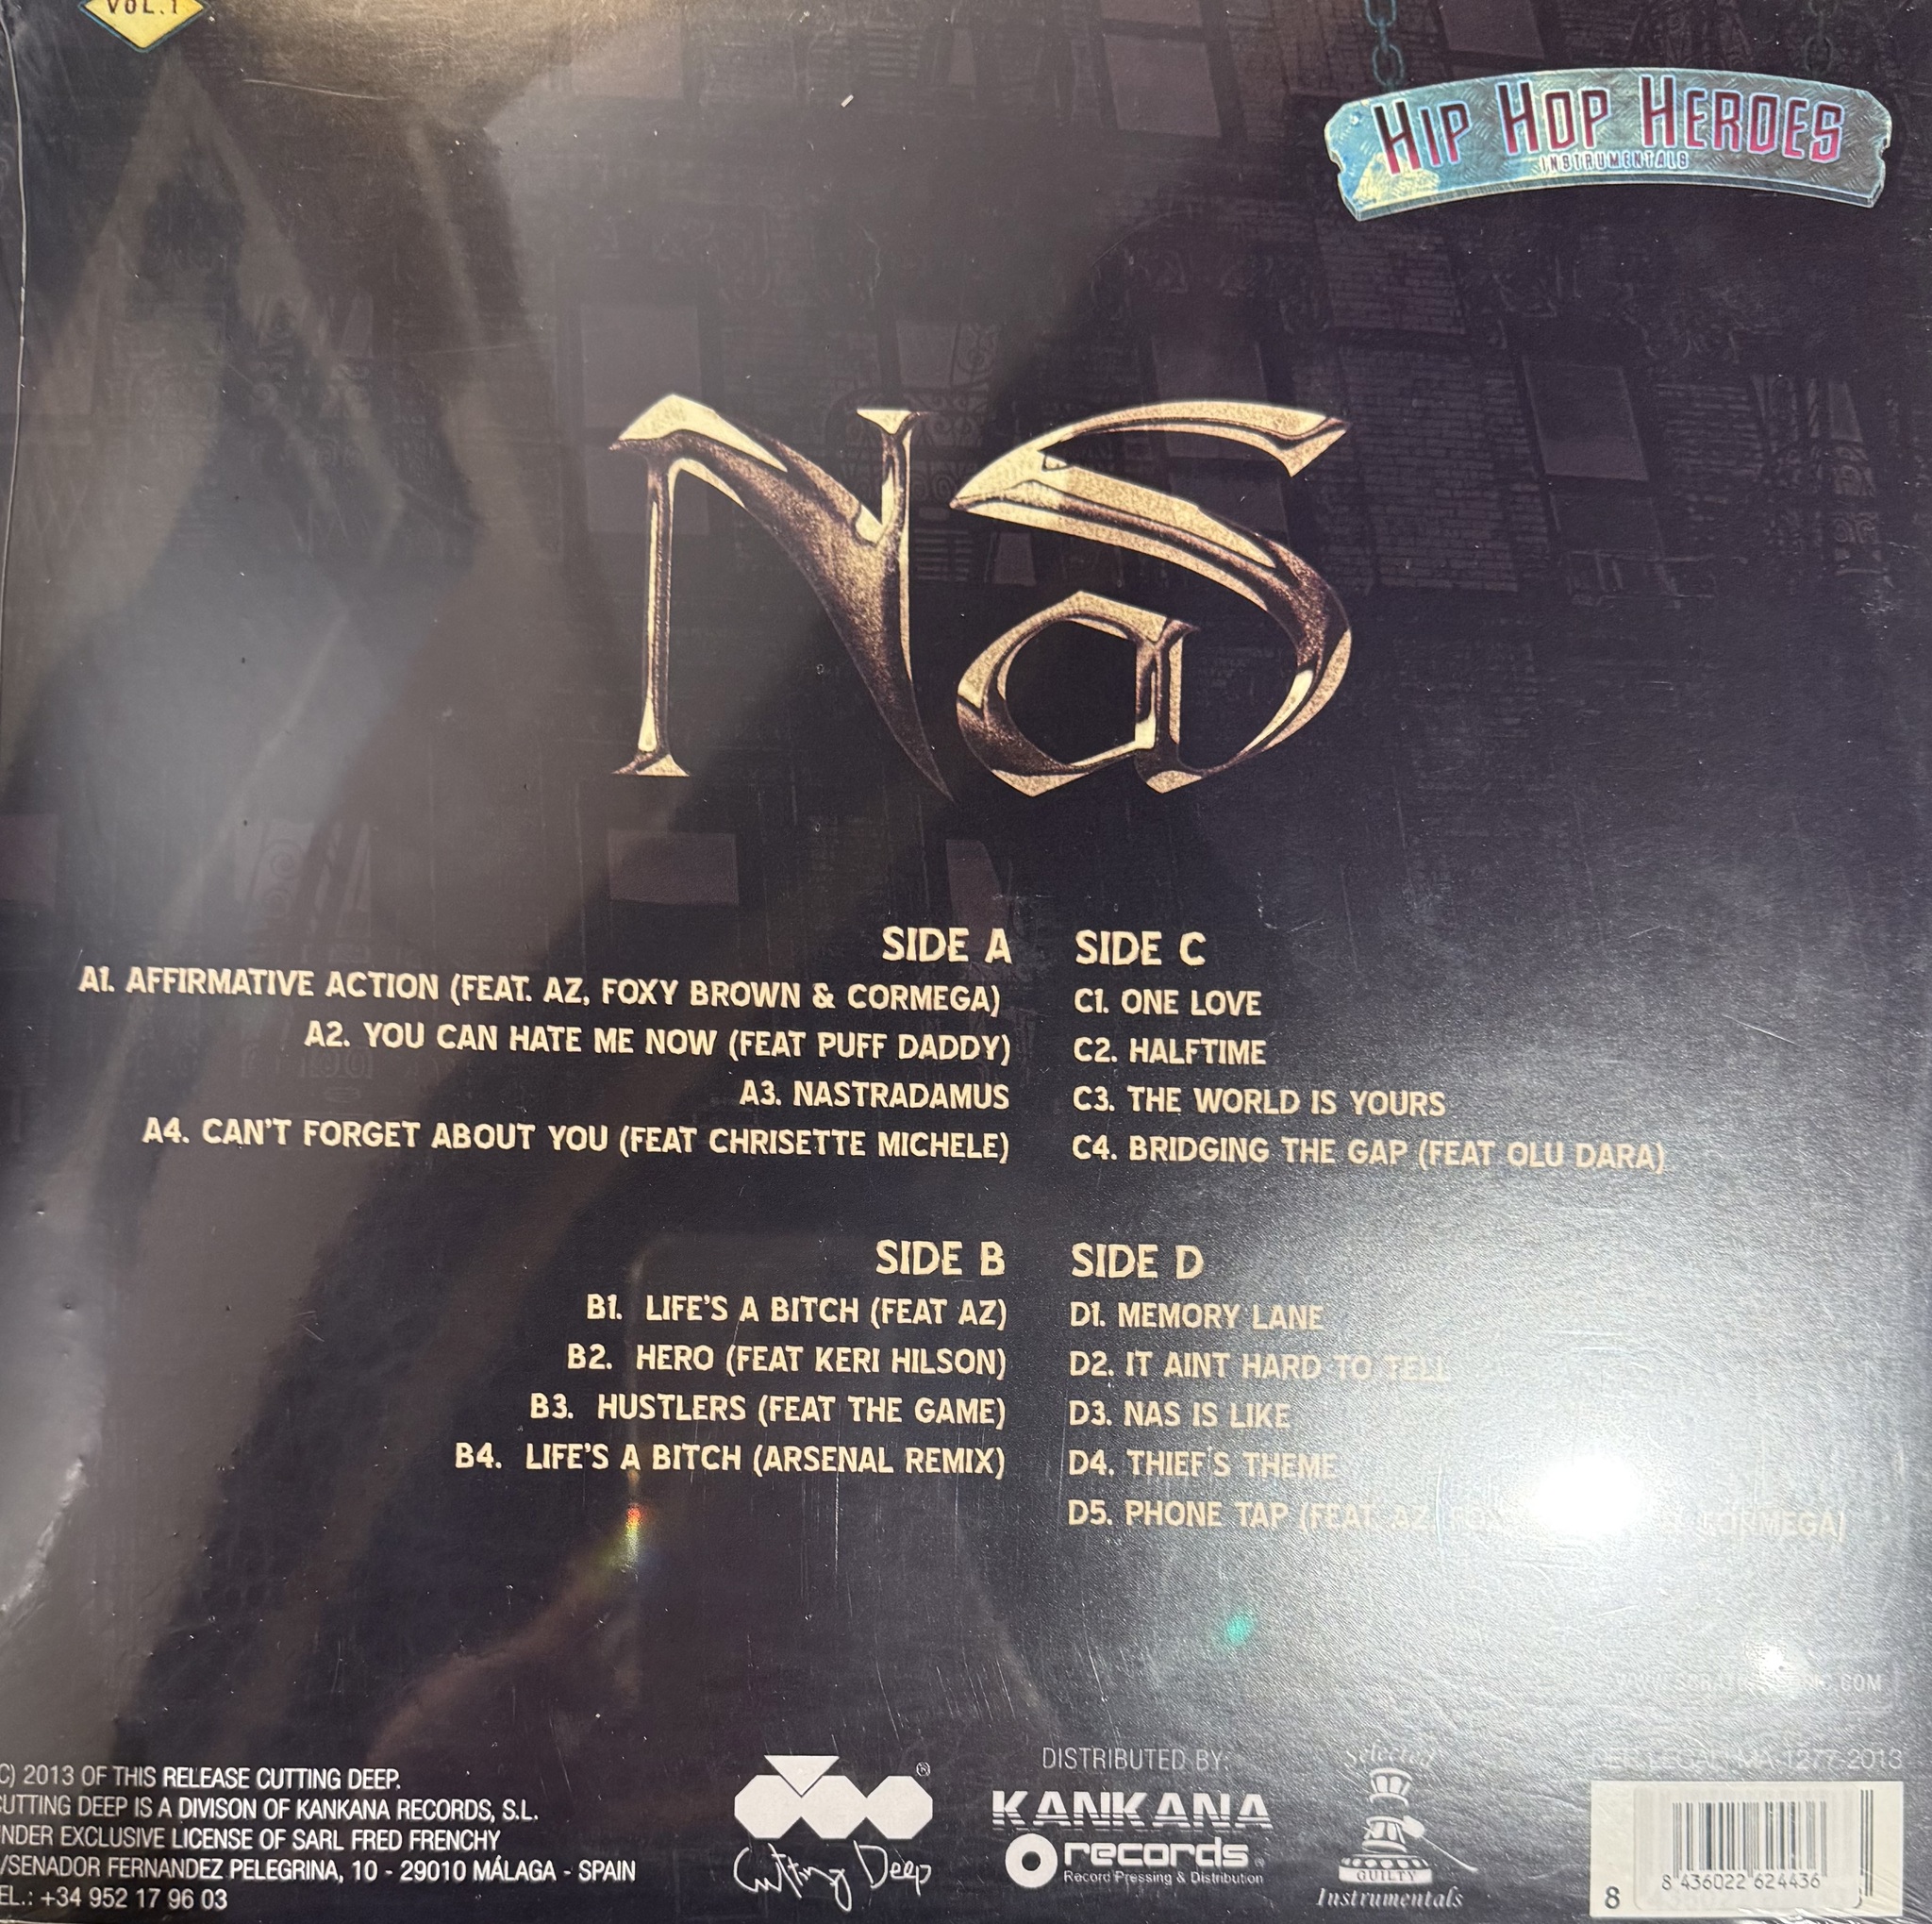 VOL.1
HIP HOP HEROES
INSTRUMENTALS
NaS
SIDE A
A1. AFFIRMATIVE ACTION (FEAT. AZ, FOXY BROWN & CORMEGA)
A2. YOU CAN HATE ME NOW (FEAT PUFF DADDY)
A3. NASTRADAMUS
A4. CAN'T FORGET ABOUT YOU (FEAT CHRISETTE MICHELE)
SIDE B
B1. LIFE'S A BITCH (FEAT AZ)
B2. HERO (FEAT KERI HILSON)
B3. HUSTLERS (FEAT THE GAME)
B4. LIFE'S A BITCH (ARSENAL REMIX)
SIDE C
C1. ONE LOVE
C2. HALFTIME
C3. THE WORLD IS YOURS
C4. BRIDGING THE GAP (FEAT OLU DARA)
SIDE D
D1. MEMORY LANE
D2. IT AINT HARD TO TELL
D3. NAS IS LIKE
D4. THIEF'S THEME
D5. PHONE TAP (FEAT. AZ CORMEGA)
C) 2013 OF THIS RELEASE CUTTING DEEP.
CUTTING DEEP IS A DIVISON OF KANKANA RECORDS, S.L.
UNDER EXCLUSIVE LICENSE OF SARL FRED FRENCHY
/SENADOR FERNANDEZ PELEGRINA, 10 - 29010 MÁLAGA - SPAIN
EL.: +34 952 17 96 03
®
Cutting Deep
DISTRIBUTED BY:
KANKANA
records
Record Pressing & Distribution
Selected
GUILTY
Instrumentals
DEP. LEGAL: MA-1277-2013
8 436022 624436
8